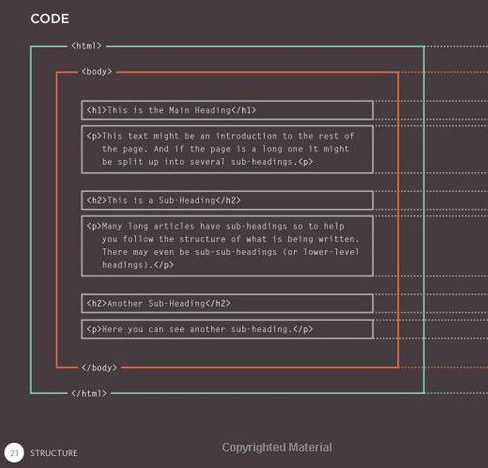 CODE
<html>
<body>
<h1>This is the Main Heading</h1>
<p>This text might be an introduction to the rest of
the page. And if the page is a long one it might
be split up into several sub-headings.<p>
<h2>This is a Sub-Heading</h2>
<p>Many long articles have sub-headings so to help
you follow the structure of what is being written.
There may even be sub-sub-headings (or lower-level
headings).</p>
<h2>Another Sub-Heading</h2>
<p>Here you can see another sub-heading.</p>
</body>
</html>
21 STRUCTURE
Copyrighted Material